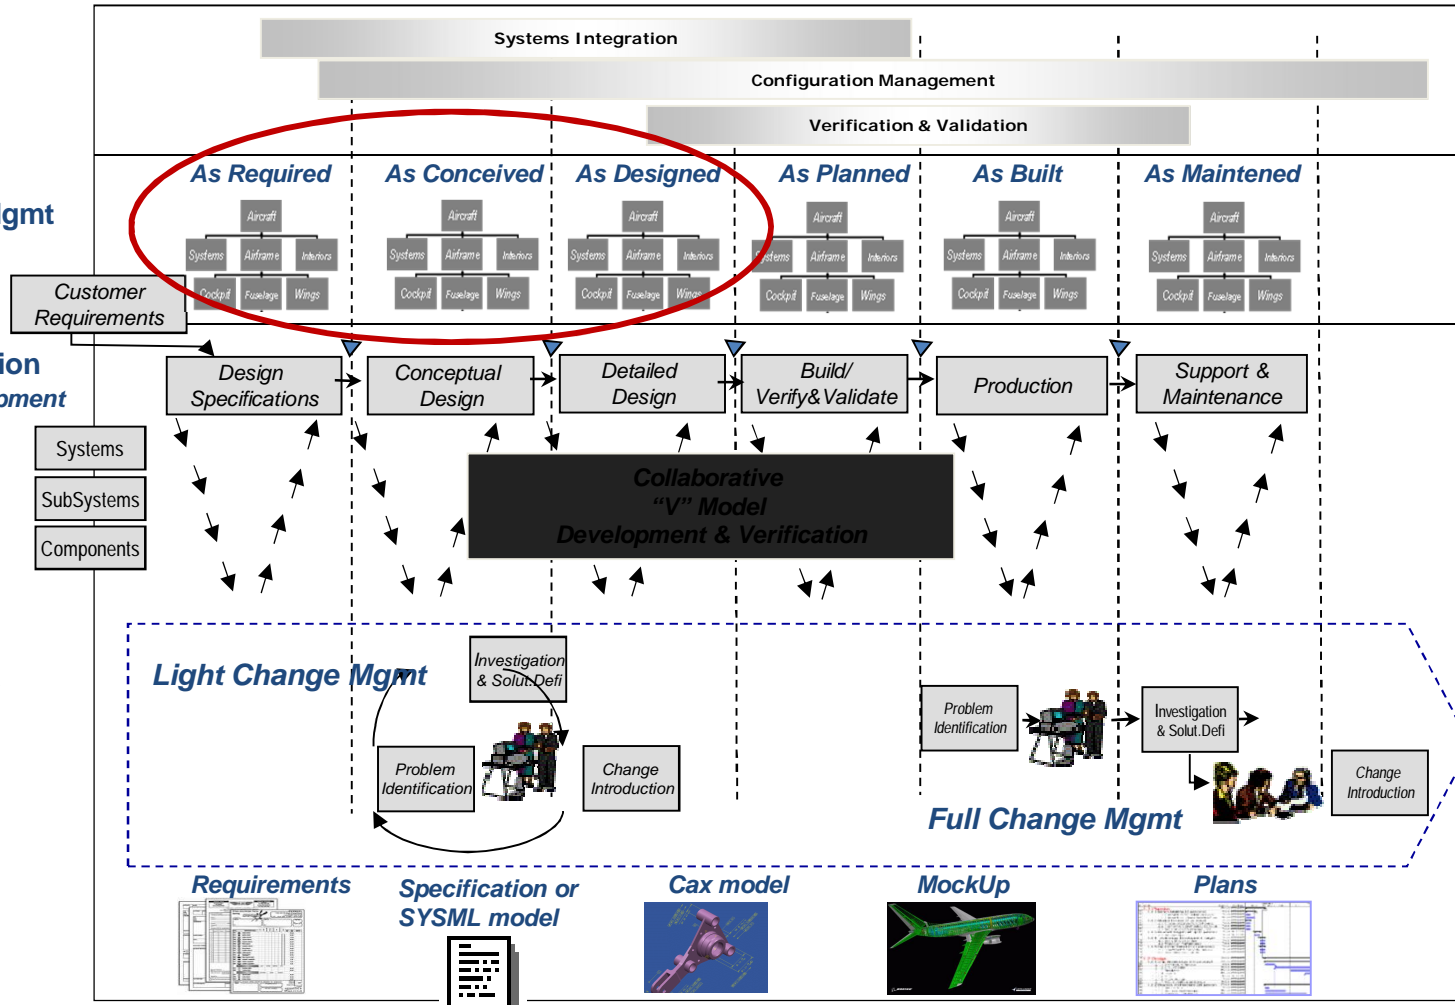 Systems Integration
Configuration Management
Verification & Validation
As Required
As Conceived
As Designed
As Planned
As Built
As Maintened
Aircraft
Systems Airframe Interiors
Cockpit Fuselage Wings
Aircraft
Systems Airframe Interiors
Cockpit Fuselage Wings
Aircraft
Systems Airframe Interiors
Cockpit Fuselage Wings
Aircraft
Systems Airframe Interiors
Cockpit Fuselage Wings
Aircraft
Systems Airframe Interiors
Cockpit Fuselage Wings
Aircraft
Systems Airframe Interiors
Cockpit Fuselage Wings
gmt
Customer
Requirements
ion
pment
Design
Specifications
Conceptual
Design
Detailed
Design
Build/
Verify&Validate
Production
Support &
Maintenance
Systems
SubSystems
Components
Collaborative
“V” Model
Development & Verification
Light Change Mgmt
Investigation
& Solut.Defi
Problem
Identification
Change
Introduction
Problem
Identification
Investigation
& Solut.Defi
Change
Introduction
Full Change Mgmt
Requirements
Specification or
SYSML model
Cax model
MockUp
Plans